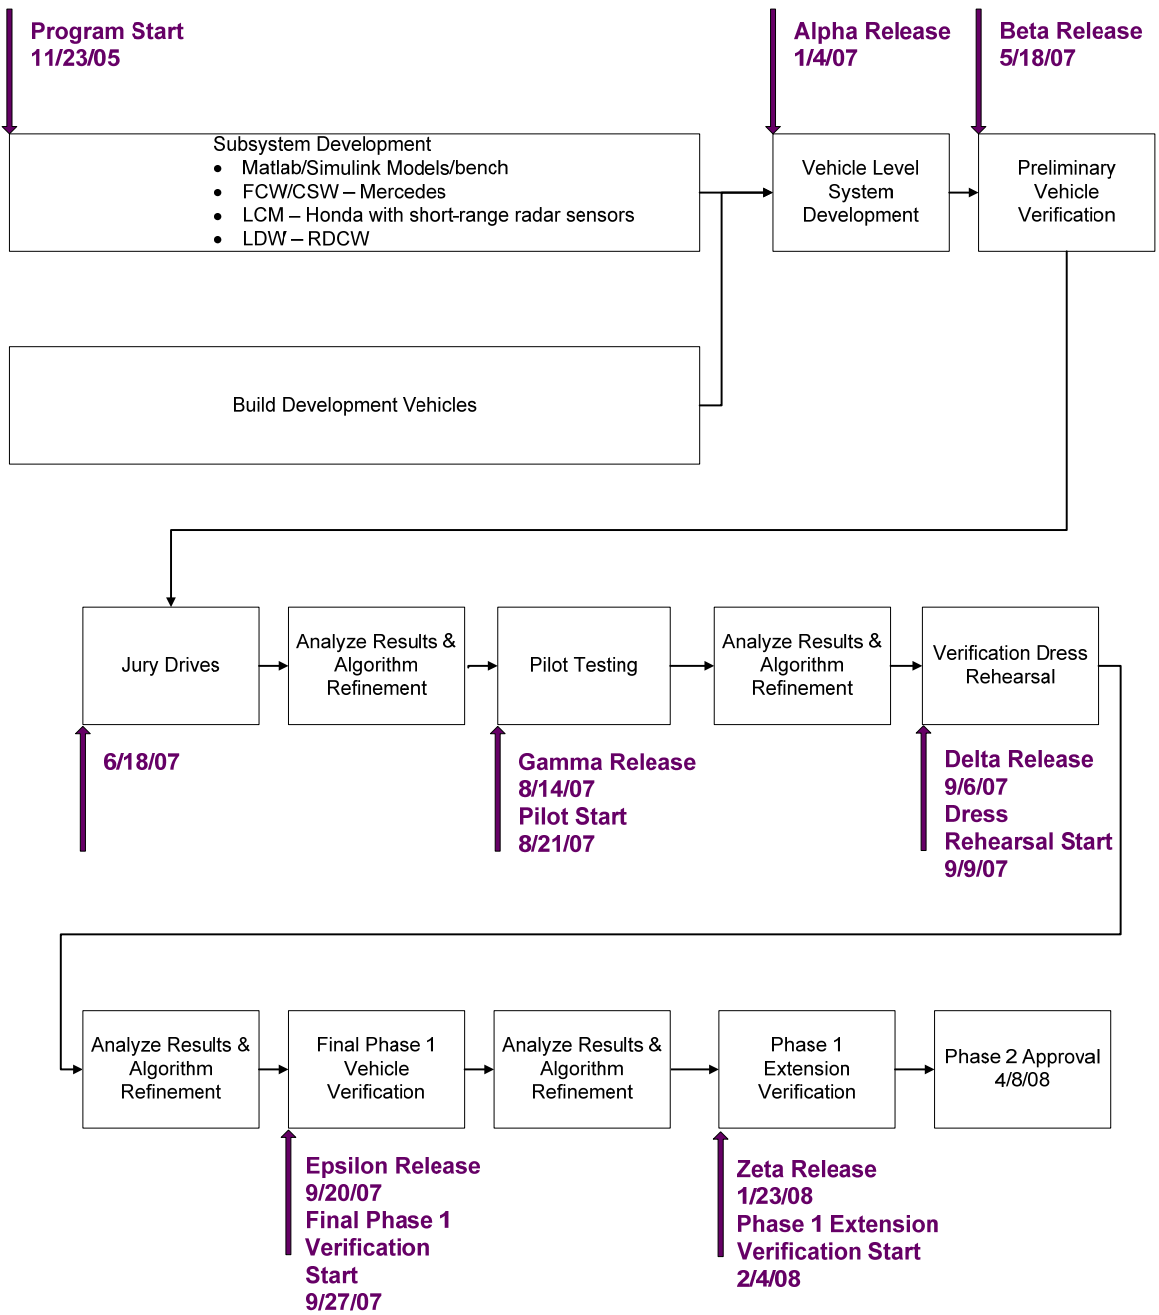 Program Start
11/23/05
Alpha Release
1/4/07
Beta Release
5/18/07
Subsystem Development
• Matlab/Simulink Models/bench
• FCW/CSW – Mercedes
• LCM – Honda with short-range radar sensors
• LDW – RDCW
Vehicle Level
System
Development
Preliminary
Vehicle
Verification
Build Development Vehicles
Jury Drives
Analyze Results &
Algorithm
Refinement
Pilot Testing
Analyze Results &
Algorithm
Refinement
Verification Dress
Rehearsal
6/18/07
Gamma Release
8/14/07
Pilot Start
8/21/07
Delta Release
9/6/07
Dress
Rehearsal Start
9/9/07
Analyze Results &
Algorithm
Refinement
Final Phase 1
Vehicle
Verification
Analyze Results &
Algorithm
Refinement
Phase 1
Extension
Verification
Phase 2 Approval
4/8/08
Epsilon Release
9/20/07
Final Phase 1
Verification
Start
9/27/07
Zeta Release
1/23/08
Phase 1 Extension
Verification Start
2/4/08